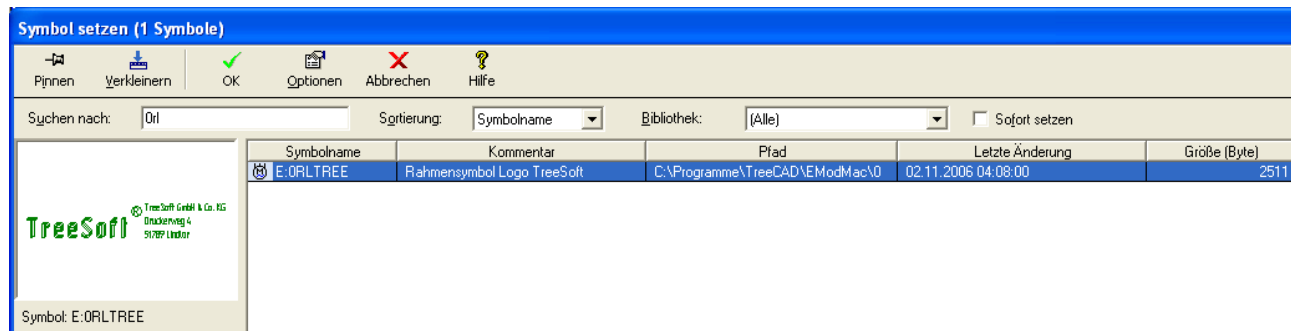 Symbol setzen (1 Symbole)
Pinnen Verkleinern OK Optionen Abbrechen Hilfe
Suchen nach: 0rl Sortierung: Symbolname Bibliothek: (Alle) Sofort setzen
Symbolname Kommentar Pfad Letzte Änderung Größe (Byte)
E:0RLTREE Rahmensymbol Logo TreeSoft C:\Programme\TreeCAD\EModMac\0 02.11.2006 04:08:00 2511
TreeSoft ® TreeSoft GmbH & Co. KG
Druckerweg 4
51789 Lindlar
Symbol: E:0RLTREE